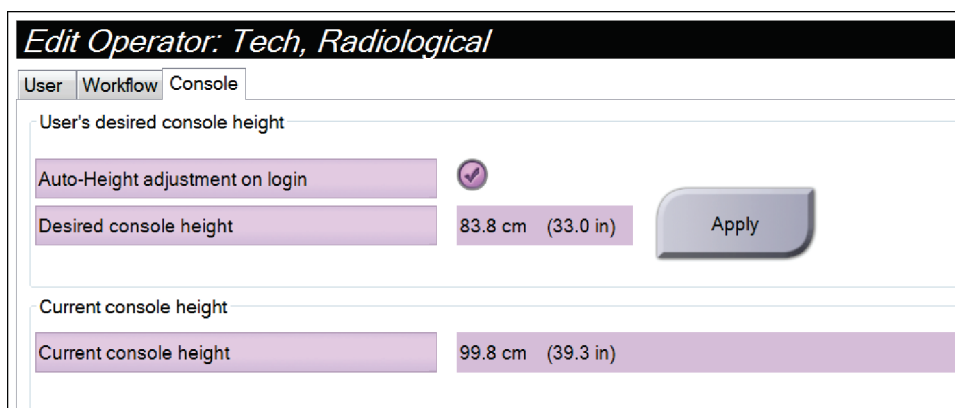 Edit Operator: Tech, Radiological
User Workflow Console
User's desired console height
Auto-Height adjustment on login
Desired console height 83.8 cm (33.0 in) Apply
Current console height
Current console height 99.8 cm (39.3 in)